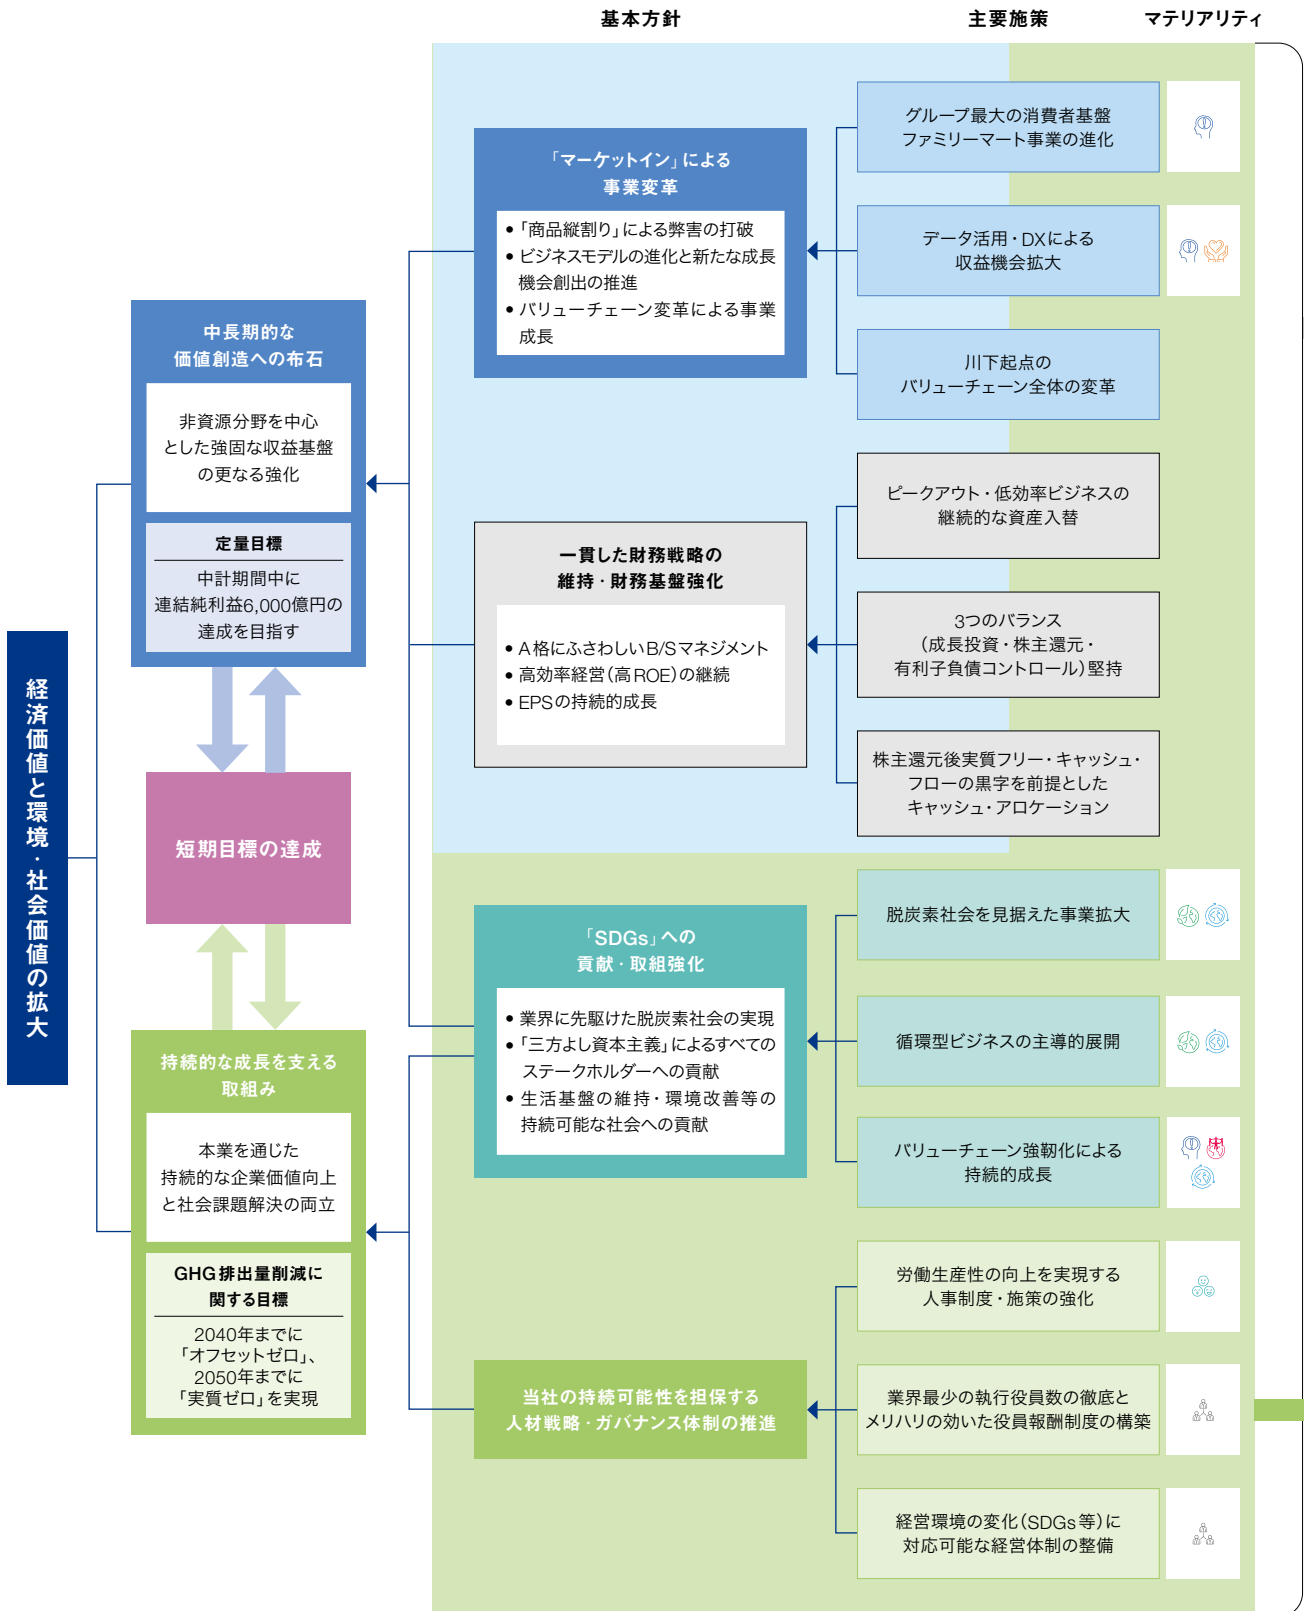 基本方針
主要施策
マテリアリティ
経済価値と環境・社会価値の拡大
中長期的な
価値創造への布石
非資源分野を中心
とした強固な収益基盤
の更なる強化
定量目標
中計期間中に
連結純利益6,000億円の
達成を目指す
短期目標の達成
持続的な成長を支える
取組み
本業を通じた
持続的な企業価値向上
と社会課題解決の両立
GHG排出量削減に
関する目標
2040年までに
「オフセットゼロ」、
2050年までに
「実質ゼロ」を実現
「マーケットイン」による
事業変革
• 「商品縦割り」による弊害の打破
• ビジネスモデルの進化と新たな成長
機会創出の推進
• バリューチェーン変革による事業
成長
グループ最大の消費者基盤
ファミリーマート事業の進化
データ活用・DXによる
収益機会拡大
川下起点の
バリューチェーン全体の変革
一貫した財務戦略の
維持・財務基盤強化
• A格にふさわしいB/Sマネジメント
• 高効率経営（高ROE）の継続
• EPSの持続的成長
ピークアウト・低効率ビジネスの
継続的な資産入替
3つのバランス
（成長投資・株主還元・
有利子負債コントロール）堅持
株主還元後実質フリー・キャッシュ・
フローの黒字を前提とした
キャッシュ・アロケーション
「SDGs」への
貢献・取組強化
• 業界に先駆けた脱炭素社会の実現
• 「三方よし資本主義」によるすべての
ステークホルダーへの貢献
• 生活基盤の維持・環境改善等の
持続可能な社会への貢献
脱炭素社会を見据えた事業拡大
循環型ビジネスの主導的展開
バリューチェーン強靭化による
持続的成長
当社の持続可能性を担保する
人材戦略・ガバナンス体制の推進
労働生産性の向上を実現する
人事制度・施策の強化
業界最少の執行役員数の徹底と
メリハリの効いた役員報酬制度の構築
経営環境の変化（SDGs等）に
対応可能な経営体制の整備